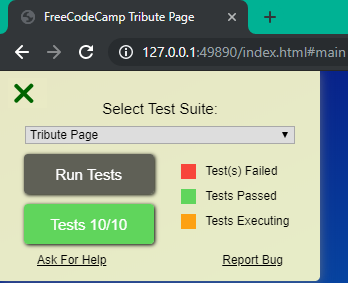 FreeCodeCamp Tribute Page
127.0.0.1:49890/index.html#main
Select Test Suite:
Tribute Page
Run Tests
Test(s) Failed
Tests Passed
Tests 10/10
Tests Executing
Ask For Help
Report Bug